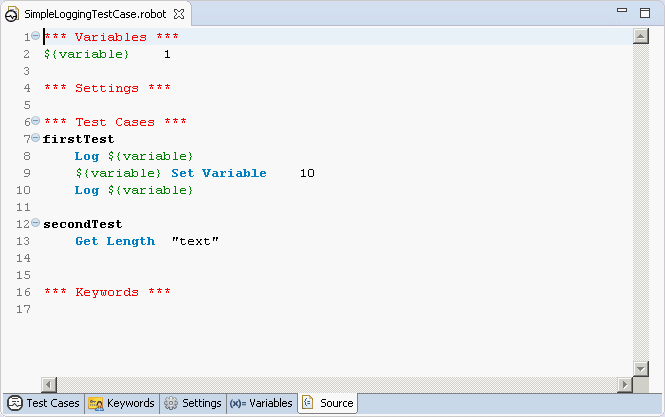 SimpleLoggingTestCase.robot
1 *** Variables ***
2 ${variable}    1
3
4 *** Settings ***
5
6 *** Test Cases ***
7 firstTest
8     Log ${variable}
9     ${variable} Set Variable    10
10     Log ${variable}
11
12 secondTest
13     Get Length  "text"
14
15
16 *** Keywords ***
17
Test Cases Keywords Settings (x)= Variables Source